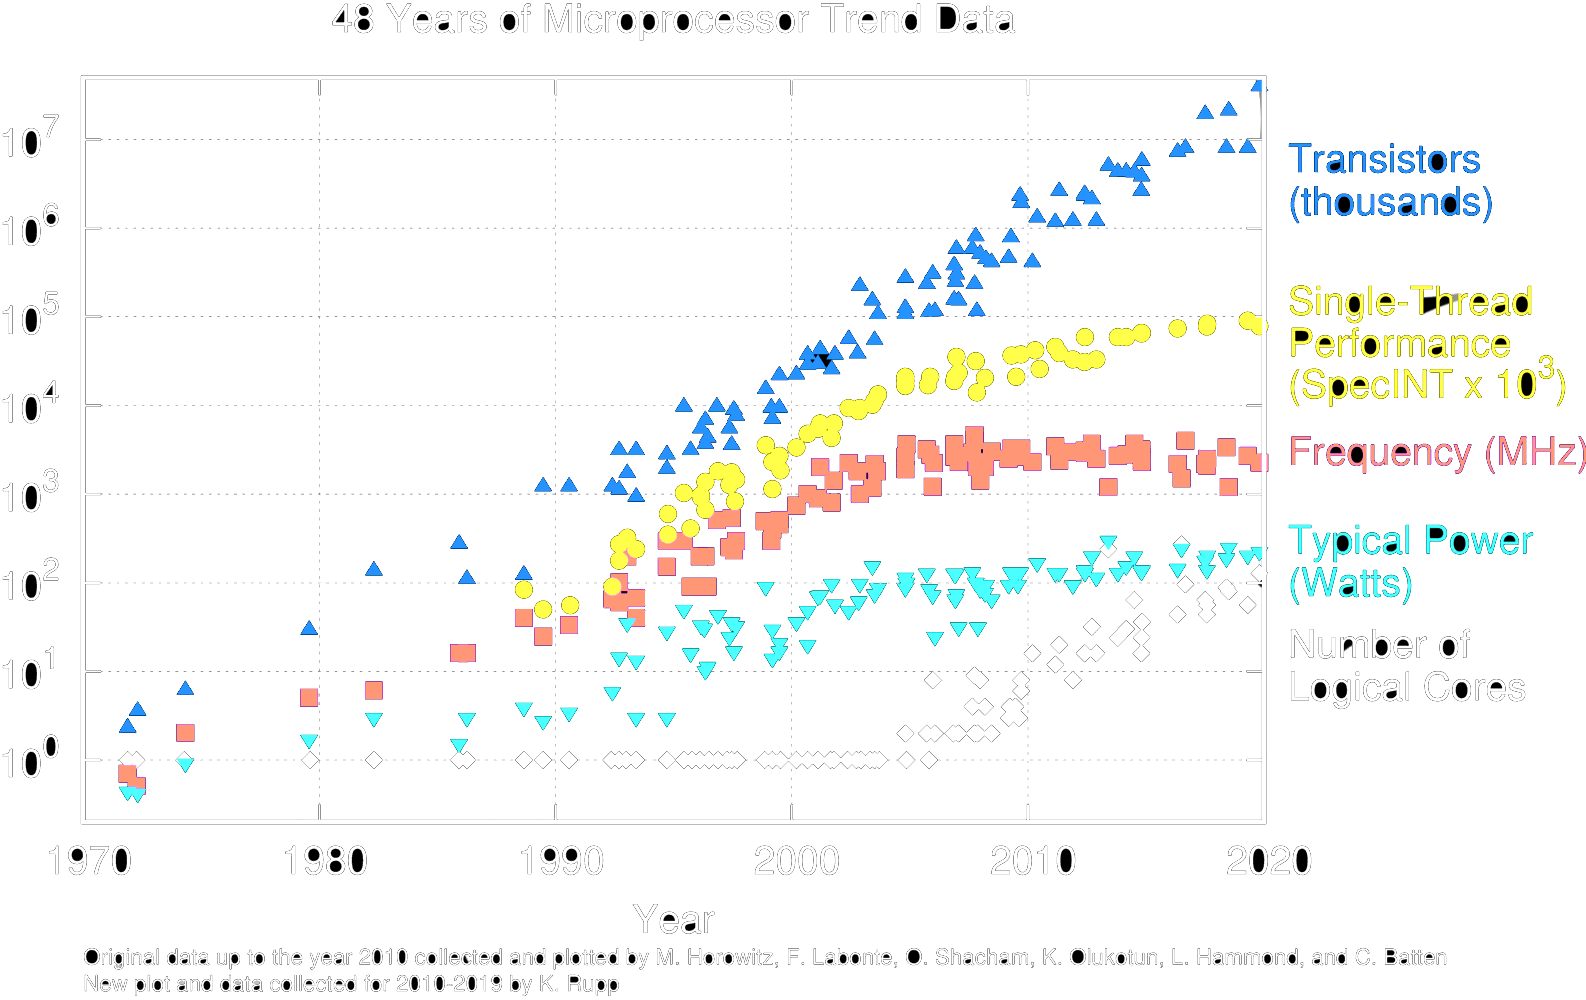 48 Years of Microprocessor Trend Data
10^7
10^6
10^5
10^4
10^3
10^2
10^1
10^0
Transistors
(thousands)
Single-Thread
Performance
(SpecINT x 10^3)
Frequency (MHz)
Typical Power
(Watts)
Number of
Logical Cores
1970 1980 1990 2000 2010 2020
Year
Original data up to the year 2010 collected and plotted by M. Horowitz, F. Labonte, O. Shacham, K. Olukotun, L. Hammond, and C. Batten
New plot and data collected for 2010-2019 by K. Rupp